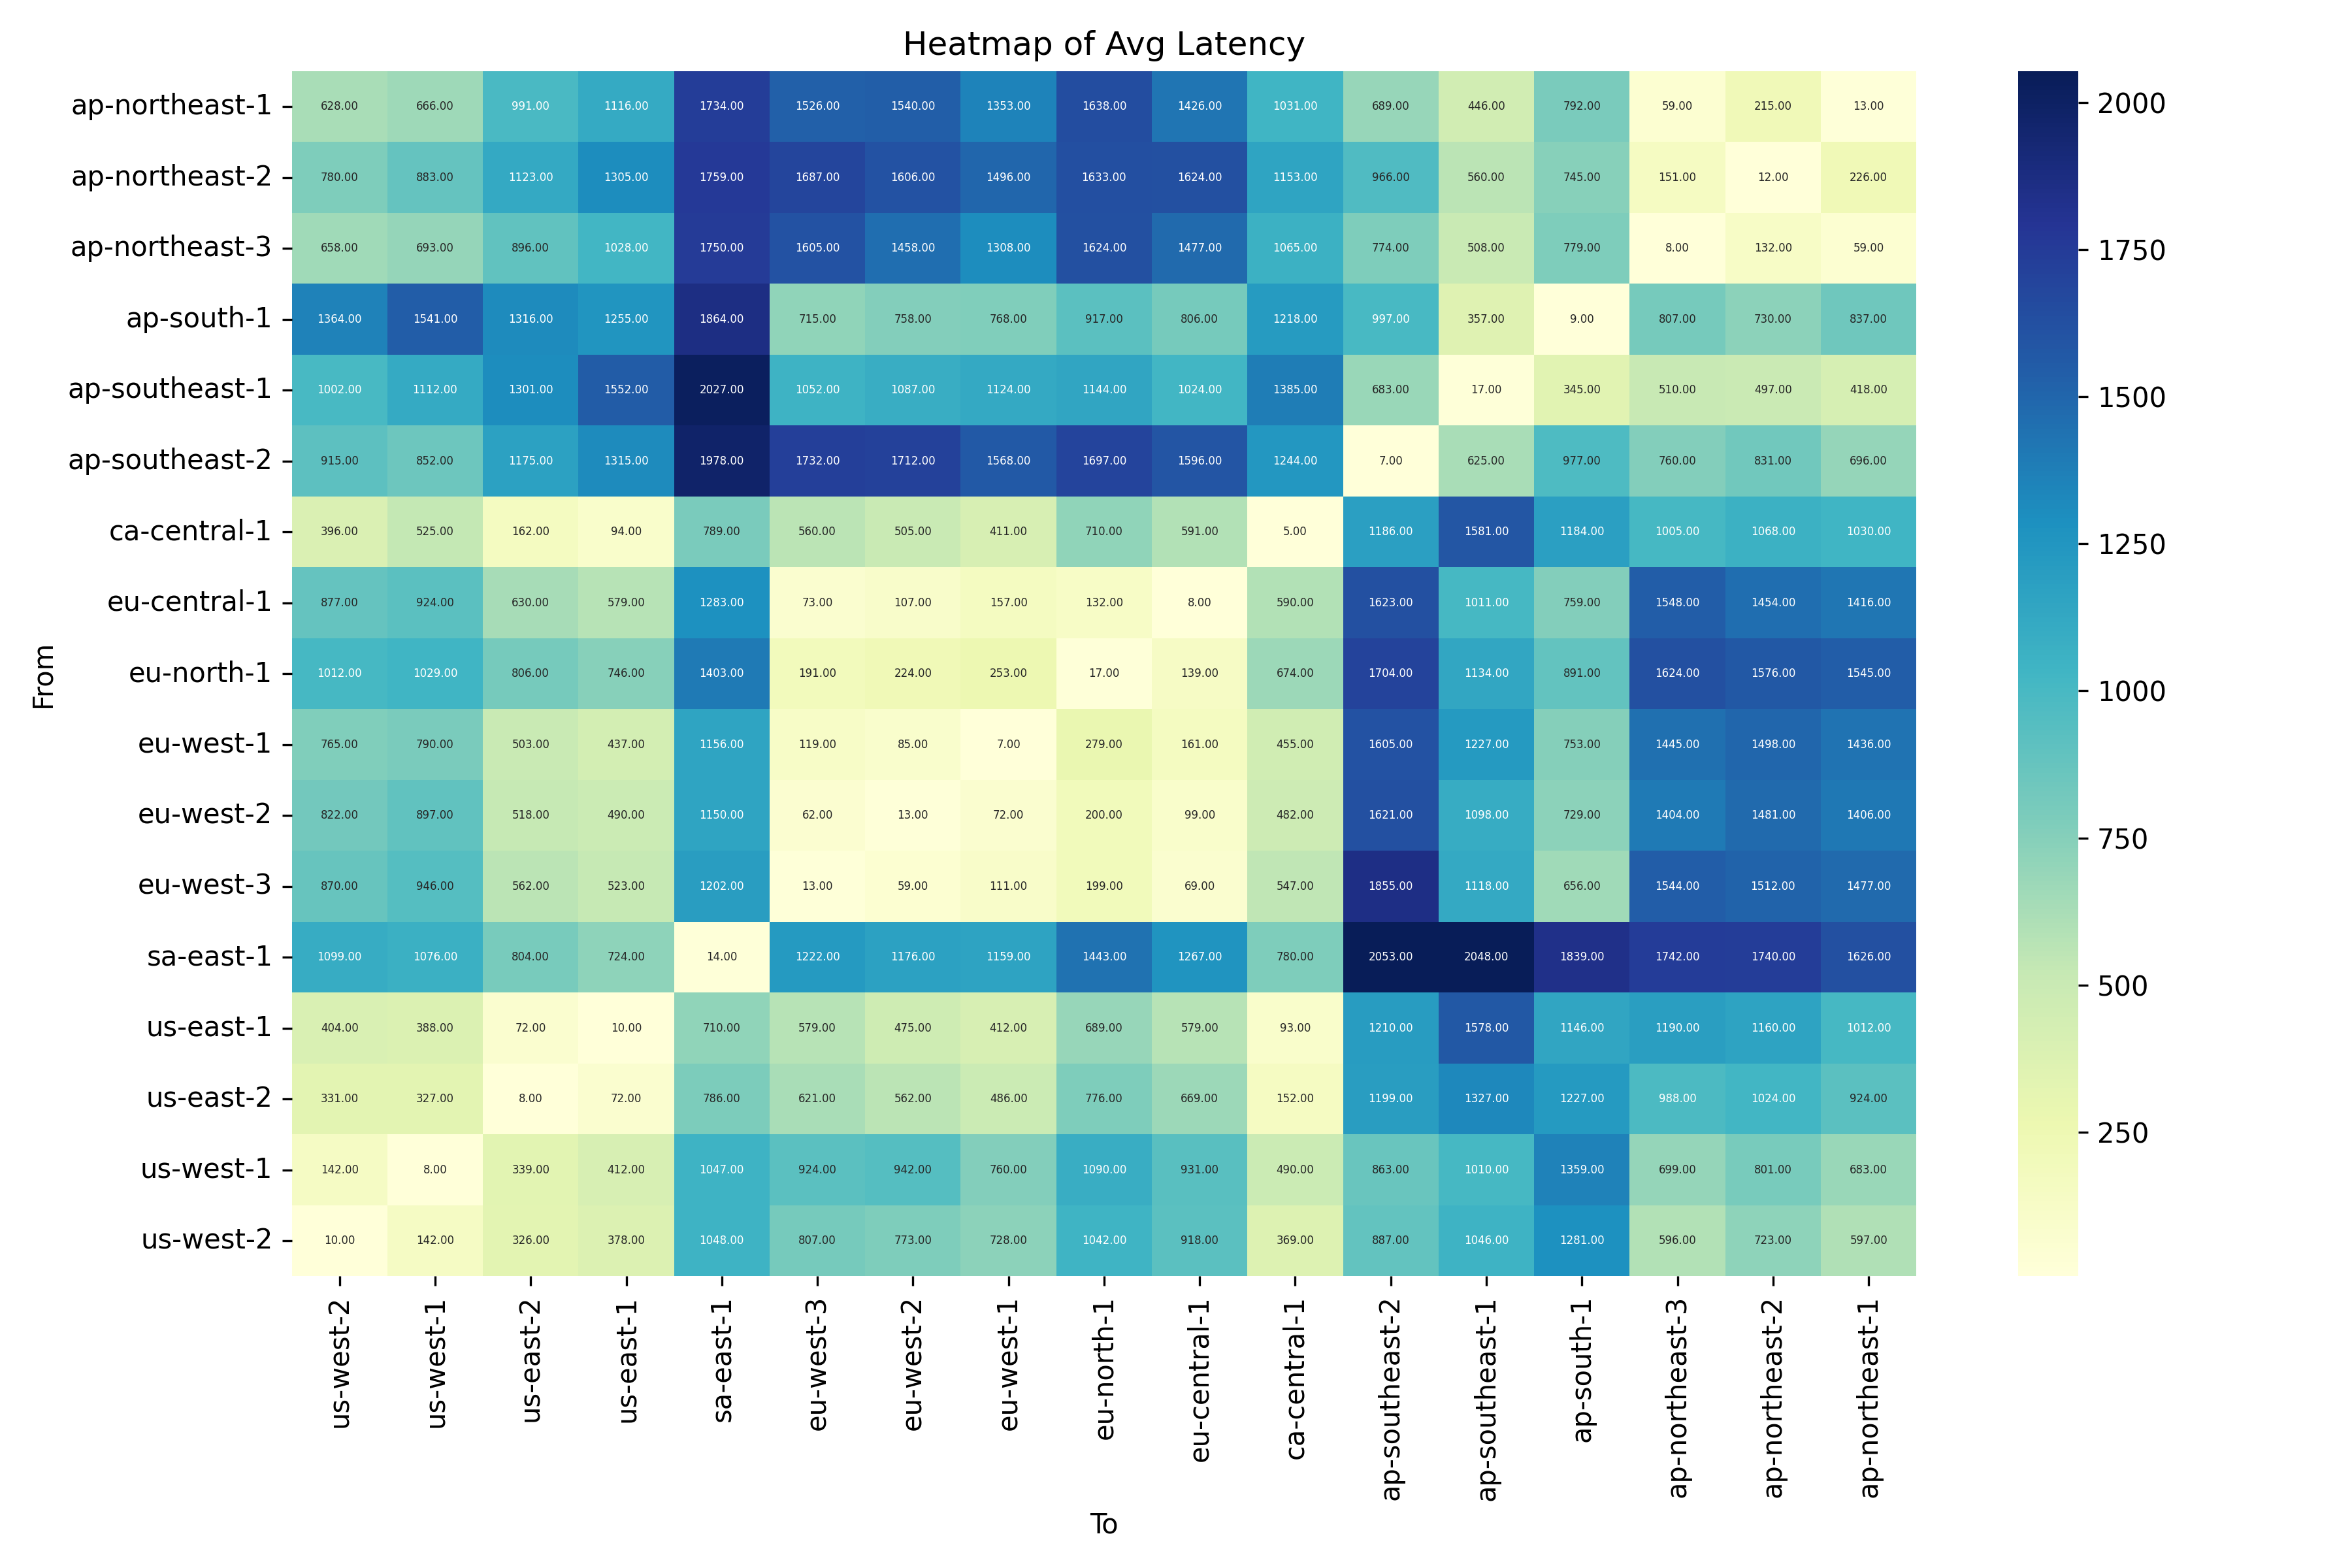 Heatmap of Avg Latency
ap-northeast-1 628.00 666.00 991.00 1116.00 1734.00 1526.00 1540.00 1353.00 1638.00 1426.00 1031.00 689.00 446.00 792.00 59.00 215.00 13.00
ap-northeast-2 780.00 883.00 1123.00 1305.00 1759.00 1687.00 1606.00 1496.00 1633.00 1624.00 1153.00 966.00 560.00 745.00 151.00 12.00 226.00
ap-northeast-3 658.00 693.00 896.00 1028.00 1750.00 1605.00 1458.00 1308.00 1624.00 1477.00 1065.00 774.00 508.00 779.00 8.00 132.00 59.00
ap-south-1 1364.00 1541.00 1316.00 1255.00 1864.00 715.00 758.00 768.00 917.00 806.00 1218.00 997.00 357.00 9.00 807.00 730.00 837.00
ap-southeast-1 1002.00 1112.00 1301.00 1552.00 2027.00 1052.00 1087.00 1124.00 1144.00 1024.00 1385.00 683.00 17.00 345.00 510.00 497.00 418.00
ap-southeast-2 915.00 852.00 1175.00 1315.00 1978.00 1732.00 1712.00 1568.00 1697.00 1596.00 1244.00 7.00 625.00 977.00 760.00 831.00 696.00
ca-central-1 396.00 525.00 162.00 94.00 789.00 560.00 505.00 411.00 710.00 591.00 5.00 1186.00 1581.00 1184.00 1005.00 1068.00 1030.00
eu-central-1 877.00 924.00 630.00 579.00 1283.00 73.00 107.00 157.00 132.00 8.00 590.00 1623.00 1011.00 759.00 1548.00 1454.00 1416.00
eu-north-1 1012.00 1029.00 806.00 746.00 1403.00 191.00 224.00 253.00 17.00 139.00 674.00 1704.00 1134.00 891.00 1624.00 1576.00 1545.00
eu-west-1 765.00 790.00 503.00 437.00 1156.00 119.00 85.00 7.00 279.00 161.00 455.00 1605.00 1227.00 753.00 1445.00 1498.00 1436.00
eu-west-2 822.00 897.00 518.00 490.00 1150.00 62.00 13.00 72.00 200.00 99.00 482.00 1621.00 1098.00 729.00 1404.00 1481.00 1406.00
eu-west-3 870.00 946.00 562.00 523.00 1202.00 13.00 59.00 111.00 199.00 69.00 547.00 1855.00 1118.00 656.00 1544.00 1512.00 1477.00
sa-east-1 1099.00 1076.00 804.00 724.00 14.00 1222.00 1176.00 1159.00 1443.00 1267.00 780.00 2053.00 2048.00 1839.00 1742.00 1740.00 1626.00
us-east-1 404.00 388.00 72.00 10.00 710.00 579.00 475.00 412.00 689.00 579.00 93.00 1210.00 1578.00 1146.00 1190.00 1160.00 1012.00
us-east-2 331.00 327.00 8.00 72.00 786.00 621.00 562.00 486.00 776.00 669.00 152.00 1199.00 1327.00 1227.00 988.00 1024.00 924.00
us-west-1 142.00 8.00 339.00 412.00 1047.00 924.00 942.00 760.00 1090.00 931.00 490.00 863.00 1010.00 1359.00 699.00 801.00 683.00
us-west-2 10.00 142.00 326.00 378.00 1048.00 807.00 773.00 728.00 1042.00 918.00 369.00 887.00 1046.00 1281.00 596.00 723.00 597.00
From
us-west-2
us-west-1
us-east-2
us-east-1
sa-east-1
eu-west-3
eu-west-2
eu-west-1
eu-north-1
eu-central-1
ca-central-1
ap-southeast-2
ap-southeast-1
ap-south-1
ap-northeast-3
ap-northeast-2
ap-northeast-1
To
2000
1750
1500
1250
1000
750
500
250